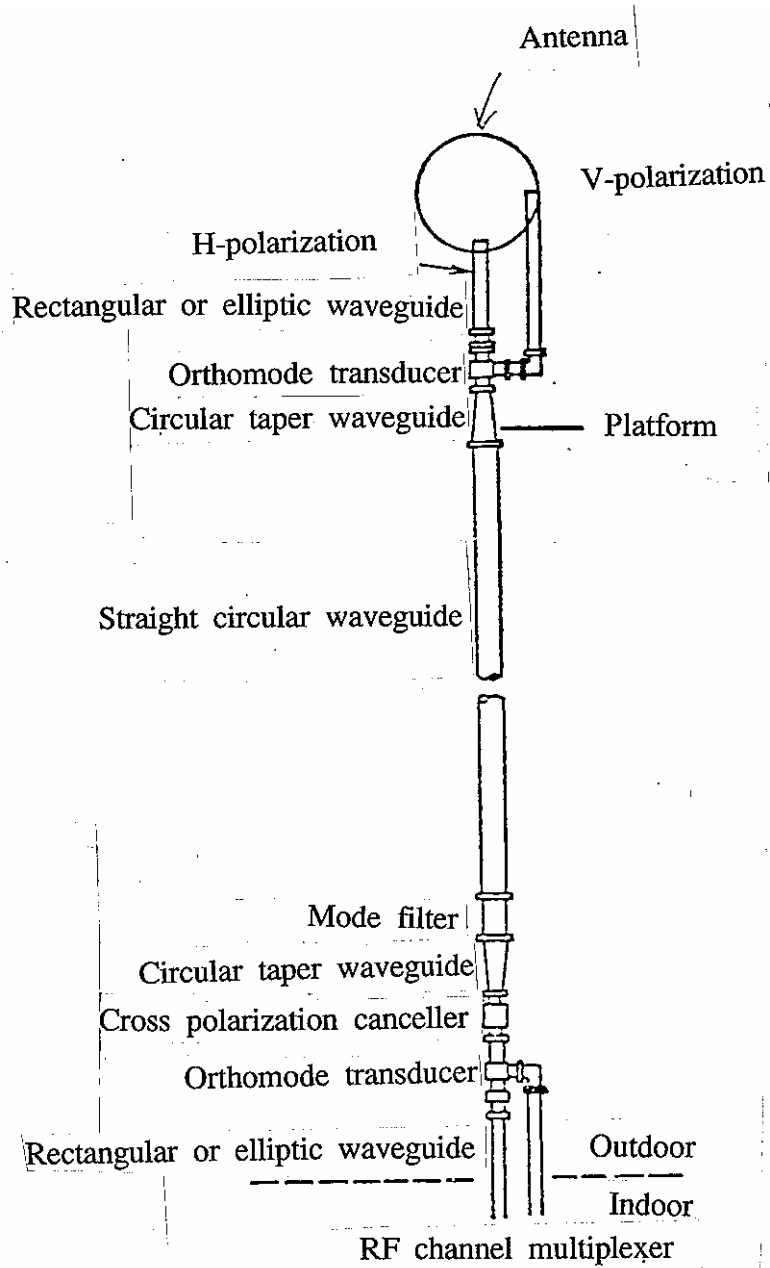 Antenna
V-polarization
H-polarization
Rectangular or elliptic waveguide
Orthomode transducer
Circular taper waveguide
Platform
Straight circular waveguide
Mode filter
Circular taper waveguide
Cross polarization canceller
Orthomode transducer
Rectangular or elliptic waveguide
Outdoor
Indoor
RF channel multiplexer